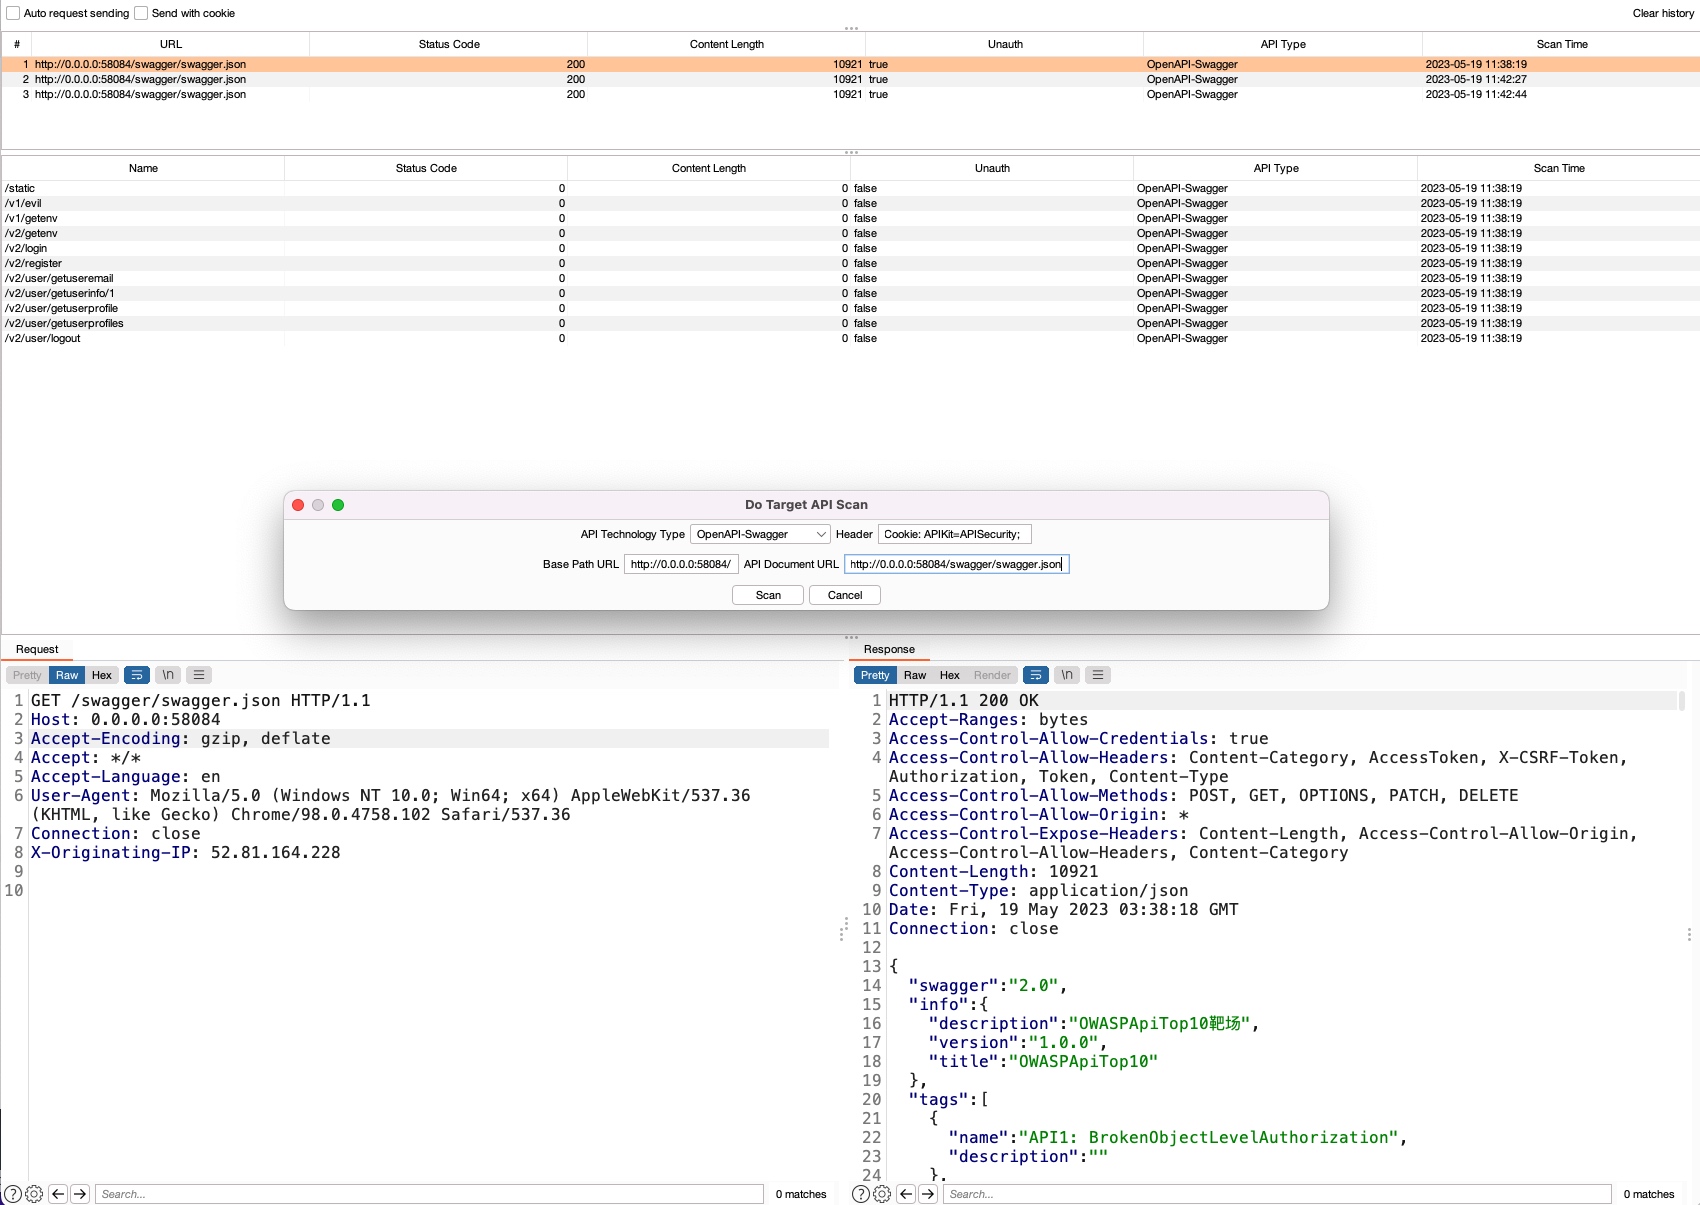 Auto request sending Send with cookie Clear history
# URL Status Code Content Length Unauth API Type Scan Time
1 http://0.0.0.0:58084/swagger/swagger.json 200 10921 true OpenAPI-Swagger 2023-05-19 11:38:19
2 http://0.0.0.0:58084/swagger/swagger.json 200 10921 true OpenAPI-Swagger 2023-05-19 11:42:27
3 http://0.0.0.0:58084/swagger/swagger.json 200 10921 true OpenAPI-Swagger 2023-05-19 11:42:44
Name Status Code Content Length Unauth API Type Scan Time
/static 0 0 false OpenAPI-Swagger 2023-05-19 11:38:19
/v1/evil 0 0 false OpenAPI-Swagger 2023-05-19 11:38:19
/v1/getenv 0 0 false OpenAPI-Swagger 2023-05-19 11:38:19
/v2/getenv 0 0 false OpenAPI-Swagger 2023-05-19 11:38:19
/v2/login 0 0 false OpenAPI-Swagger 2023-05-19 11:38:19
/v2/register 0 0 false OpenAPI-Swagger 2023-05-19 11:38:19
/v2/user/getuseremail 0 0 false OpenAPI-Swagger 2023-05-19 11:38:19
/v2/user/getuserinfo/1 0 0 false OpenAPI-Swagger 2023-05-19 11:38:19
/v2/user/getuserprofile 0 0 false OpenAPI-Swagger 2023-05-19 11:38:19
/v2/user/getuserprofiles 0 0 false OpenAPI-Swagger 2023-05-19 11:38:19
/v2/user/logout 0 0 false OpenAPI-Swagger 2023-05-19 11:38:19
Do Target API Scan
API Technology Type OpenAPI-Swagger Header Cookie: APIKit=APISecurity;
Base Path URL http://0.0.0.0:58084/ API Document URL http://0.0.0.0:58084/swagger/swagger.json
Scan Cancel
Request
Pretty Raw Hex \n
1 GET /swagger/swagger.json HTTP/1.1
2 Host: 0.0.0.0:58084
3 Accept-Encoding: gzip, deflate
4 Accept: */*
5 Accept-Language: en
6 User-Agent: Mozilla/5.0 (Windows NT 10.0; Win64; x64) AppleWebKit/537.36
(KHTML, like Gecko) Chrome/98.0.4758.102 Safari/537.36
7 Connection: close
8 X-Originating-IP: 52.81.164.228
9
10
? Search... 0 matches
Response
Pretty Raw Hex Render \n
1 HTTP/1.1 200 OK
2 Accept-Ranges: bytes
3 Access-Control-Allow-Credentials: true
4 Access-Control-Allow-Headers: Content-Category, AccessToken, X-CSRF-Token,
Authorization, Token, Content-Type
5 Access-Control-Allow-Methods: POST, GET, OPTIONS, PATCH, DELETE
6 Access-Control-Allow-Origin: *
7 Access-Control-Expose-Headers: Content-Length, Access-Control-Allow-Origin,
Access-Control-Allow-Headers, Content-Category
8 Content-Length: 10921
9 Content-Type: application/json
10 Date: Fri, 19 May 2023 03:38:18 GMT
11 Connection: close
12
13 {
14 "swagger":"2.0",
15 "info":{
16 "description":"OWASPApiTop10靶场",
17 "version":"1.0.0",
18 "title":"OWASPApiTop10"
19 },
20 "tags":[
21 {
22 "name":"API1: BrokenObjectLevelAuthorization",
23 "description":""
24 },
? Search... 0 matches